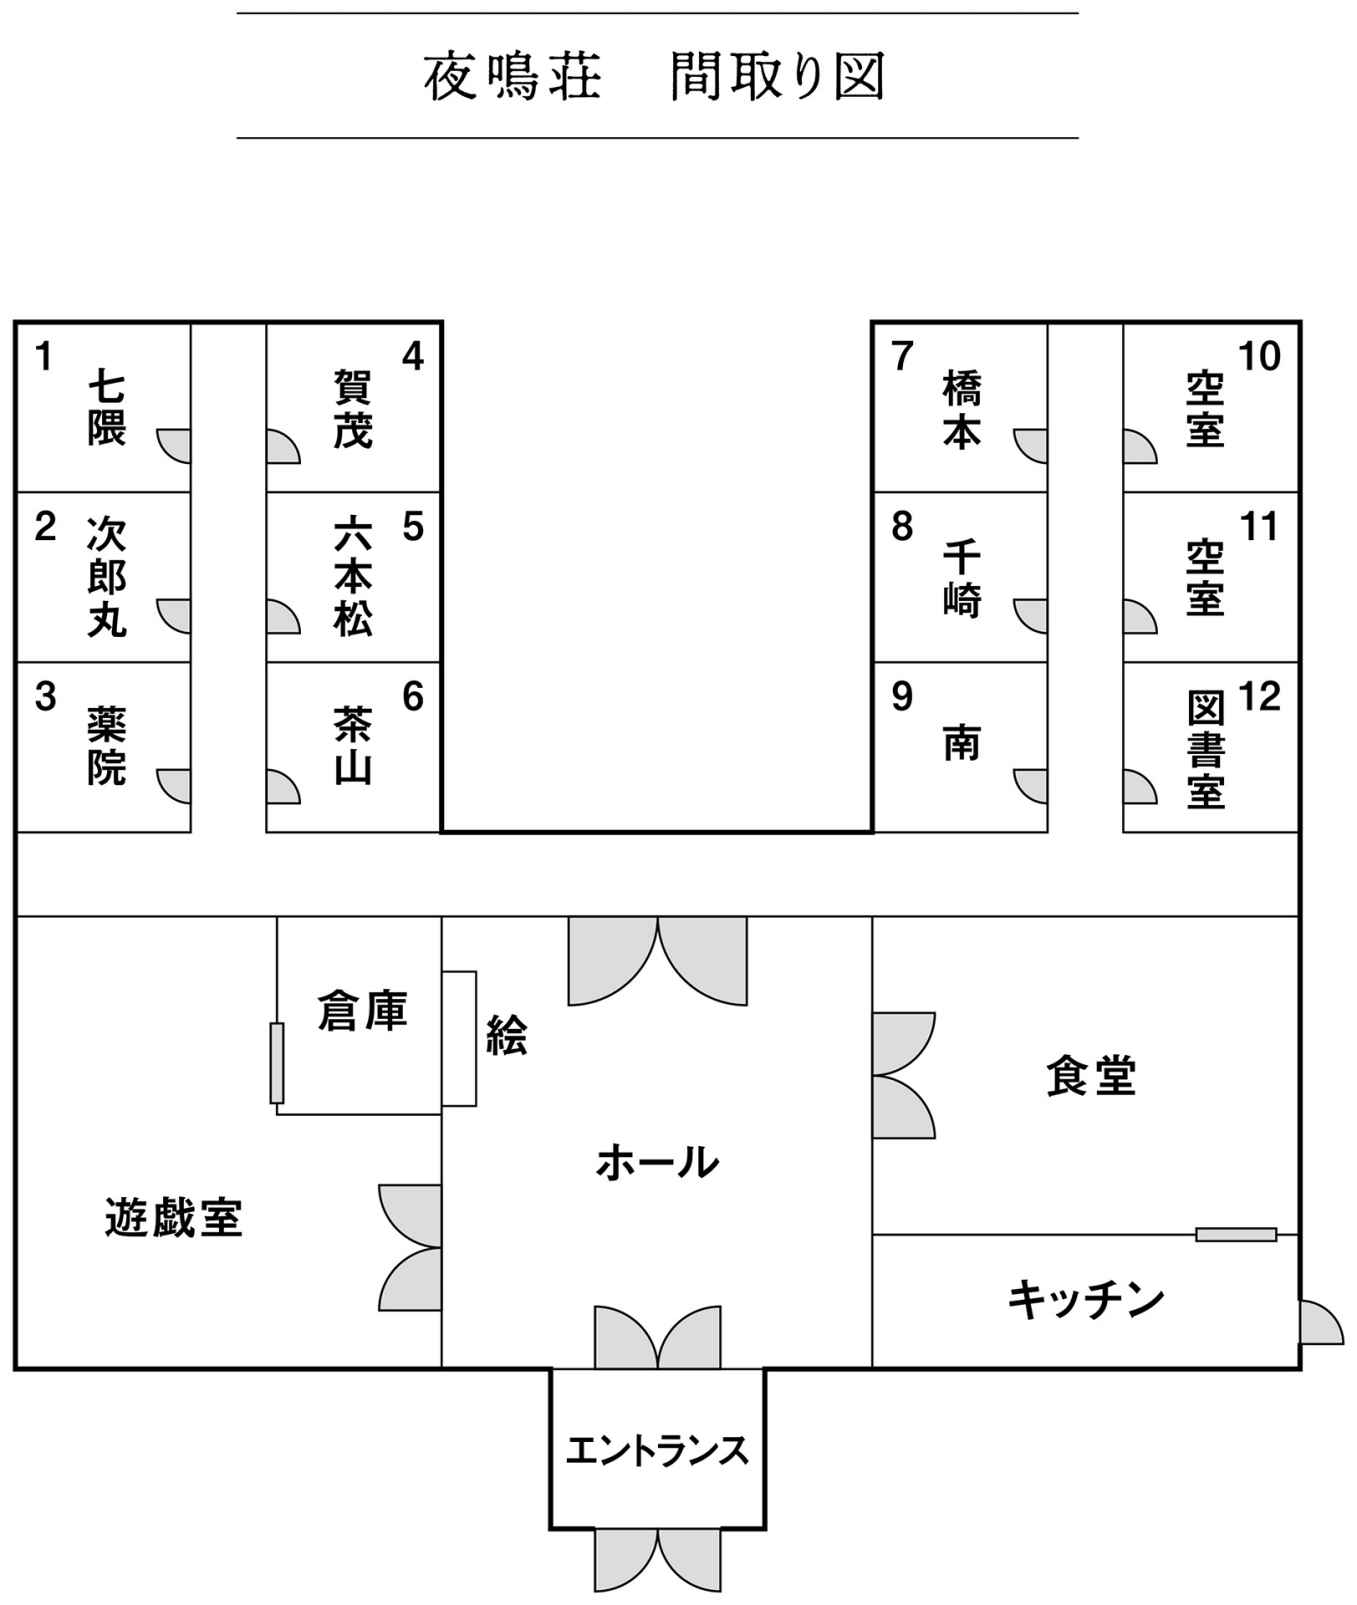 夜鳴荘　間取り図
1
七隈
4
賀茂
7
橋本
10
空室
2
次郎丸
5
六本松
8
千崎
11
空室
3
薬院
6
茶山
9
南
12
図書室
倉庫
絵
食堂
ホール
遊戯室
キッチン
エントランス